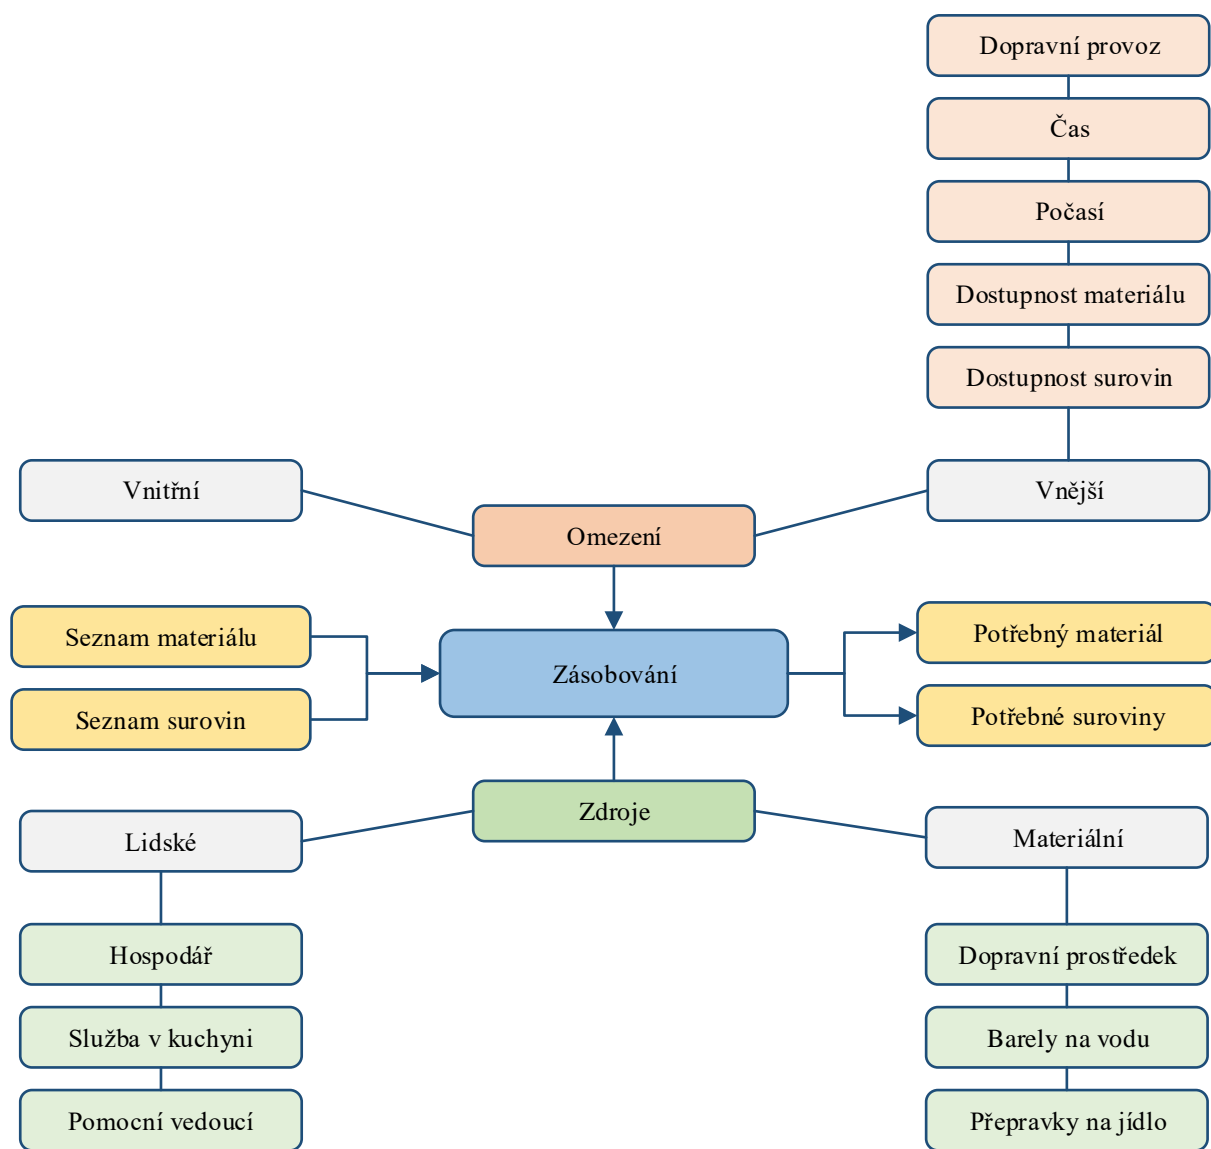 Dopravní provoz
Čas
Počasí
Dostupnost materiálu
Dostupnost surovin
Vnitřní
Vnější
Omezení
Seznam materiálu
Potřebný materiál
Zásobování
Seznam surovin
Potřebné suroviny
Zdroje
Lidské
Materiální
Hospodář
Dopravní prostředek
Služba v kuchyni
Barely na vodu
Pomocní vedoucí
Přepravky na jídlo